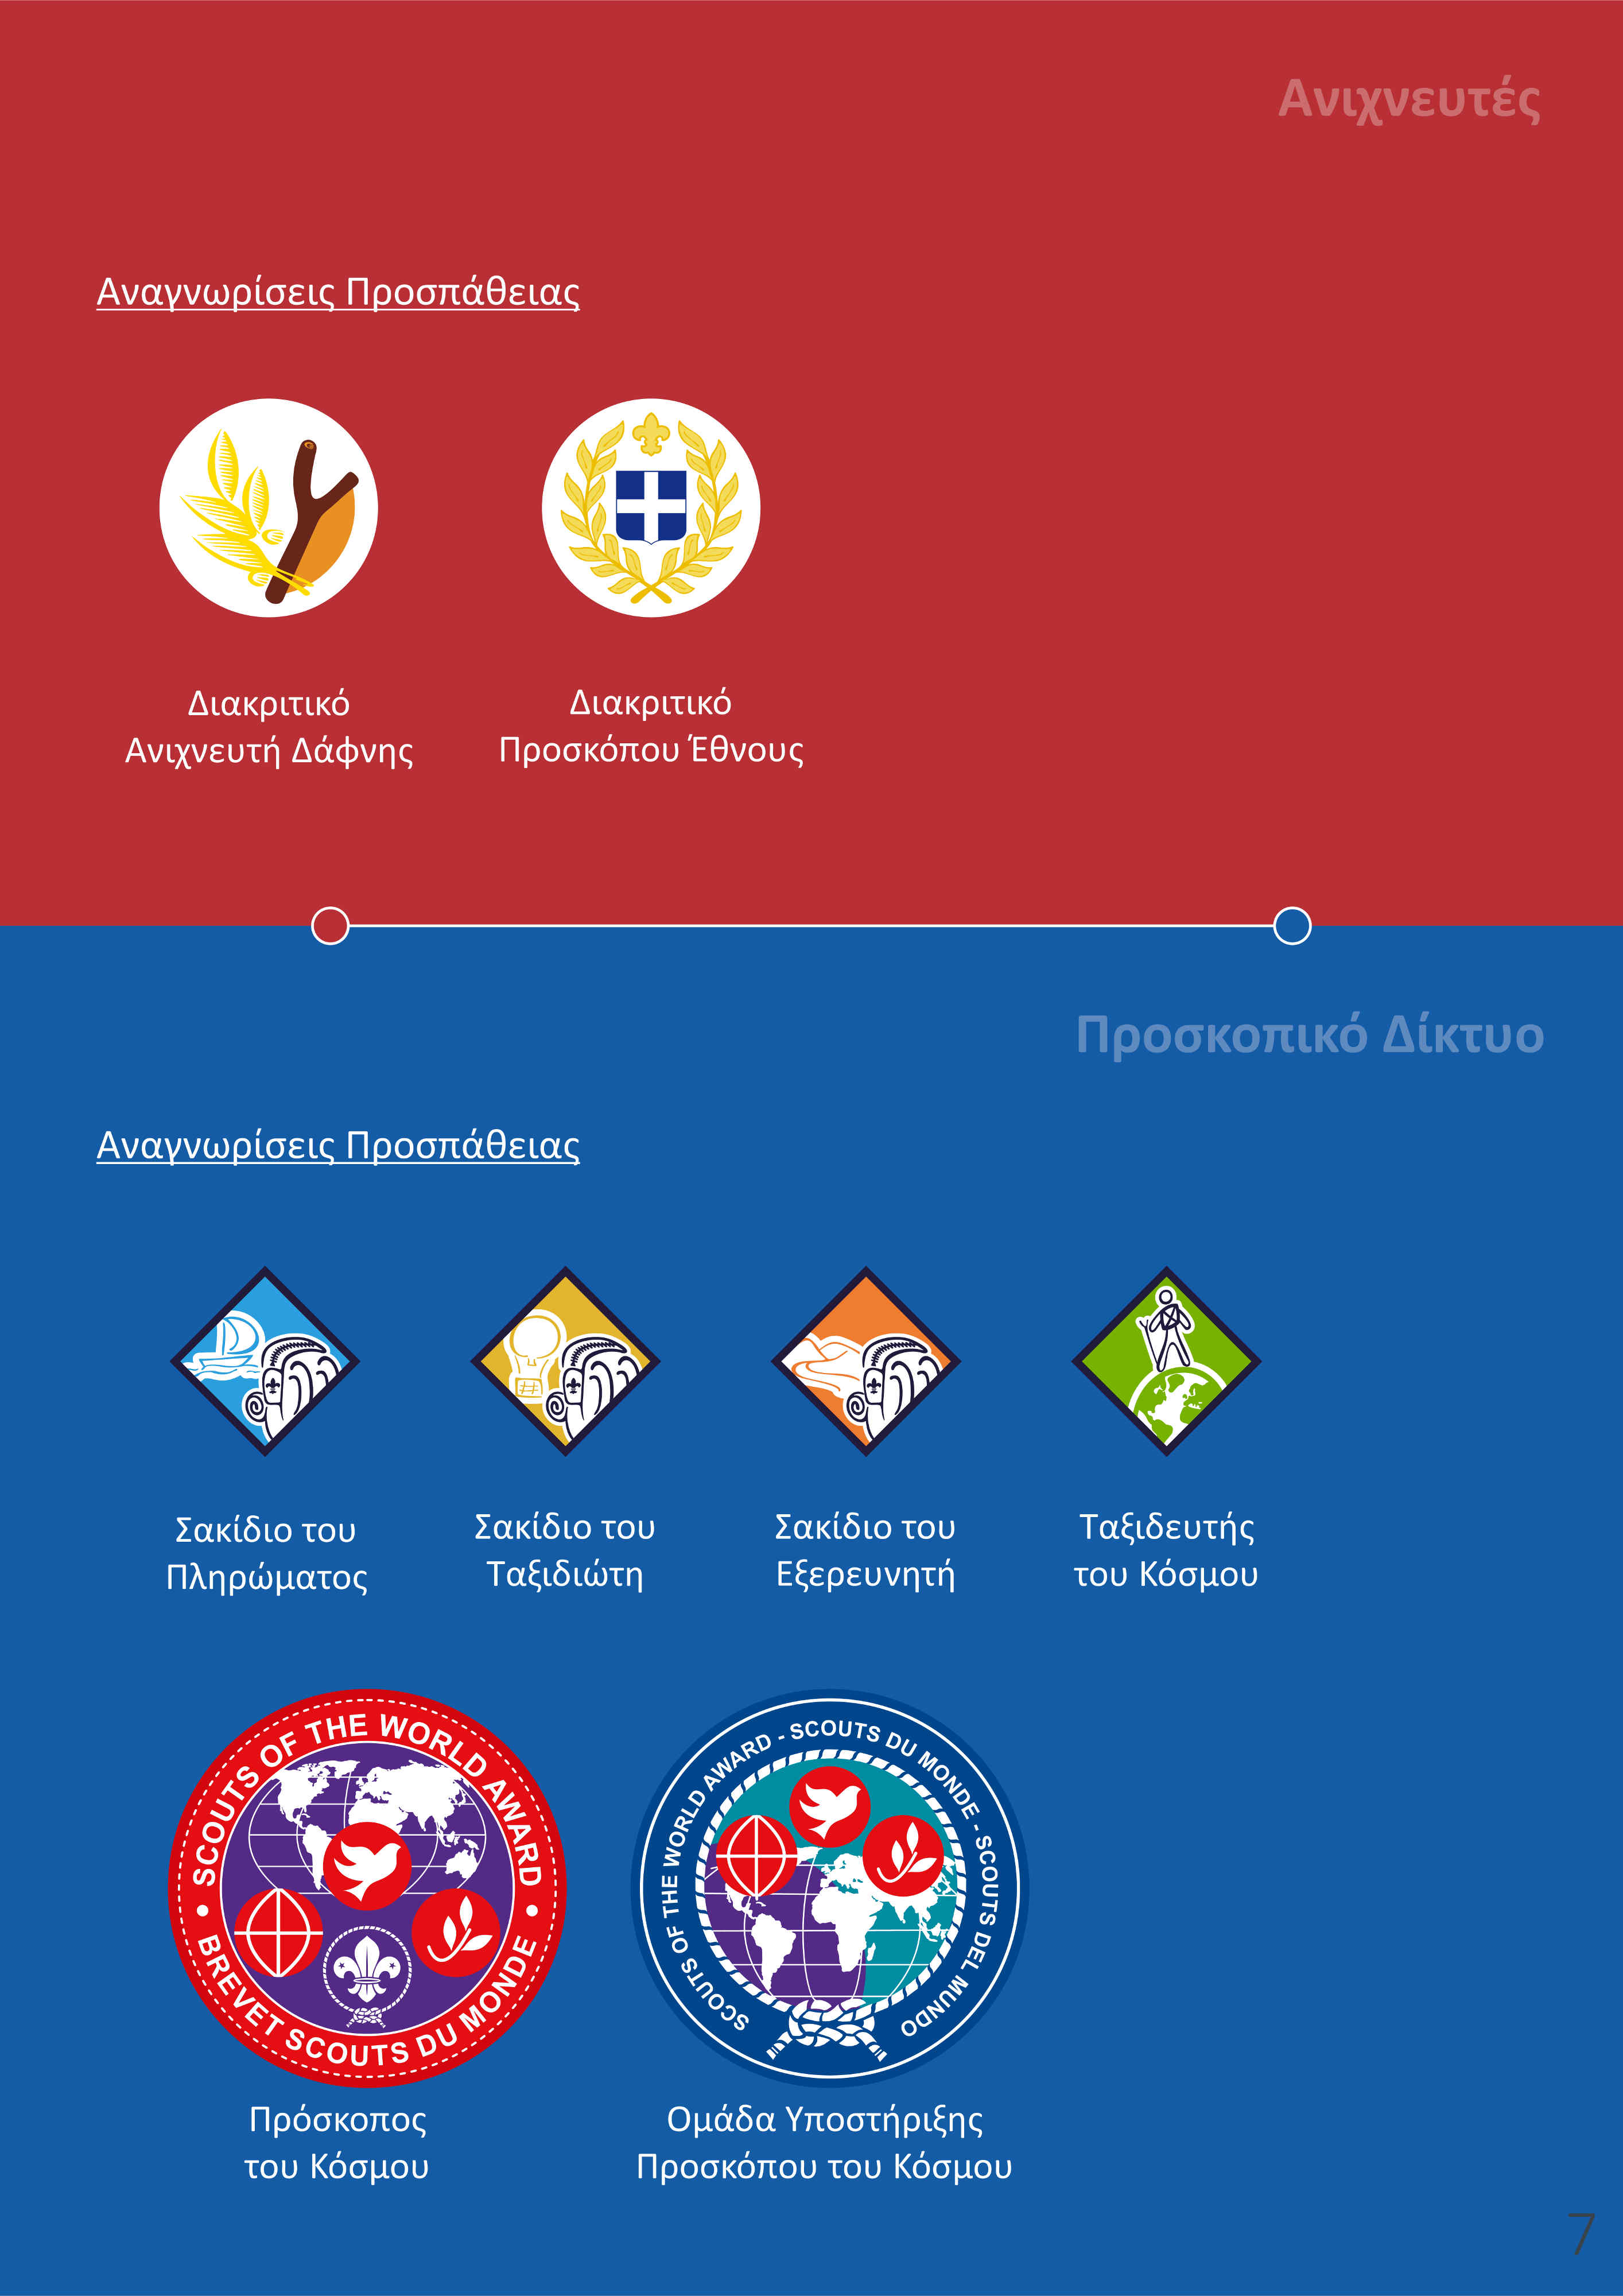 Ανιχνευτές
Αναγνωρίσεις Προσπάθειας
Διακριτικό
Ανιχνευτή Δάφνης
Διακριτικό
Προσκόπου Έθνους
Προσκοπικό Δίκτυο
Αναγνωρίσεις Προσπάθειας
Σακίδιο του
Πληρώματος
Σακίδιο του
Ταξιδιώτη
Σακίδιο του
Εξερευνητή
Ταξιδευτής
του Κόσμου
SCOUTS OF THE WORLD AWARD
BREVET SCOUTS DU MONDE
SCOUTS OF THE WORLD AWARD - SCOUTS DU MONDE - SCOUTS DEL MUNDO
Πρόσκοπος
του Κόσμου
Ομάδα Υποστήριξης
Προσκόπου του Κόσμου
7